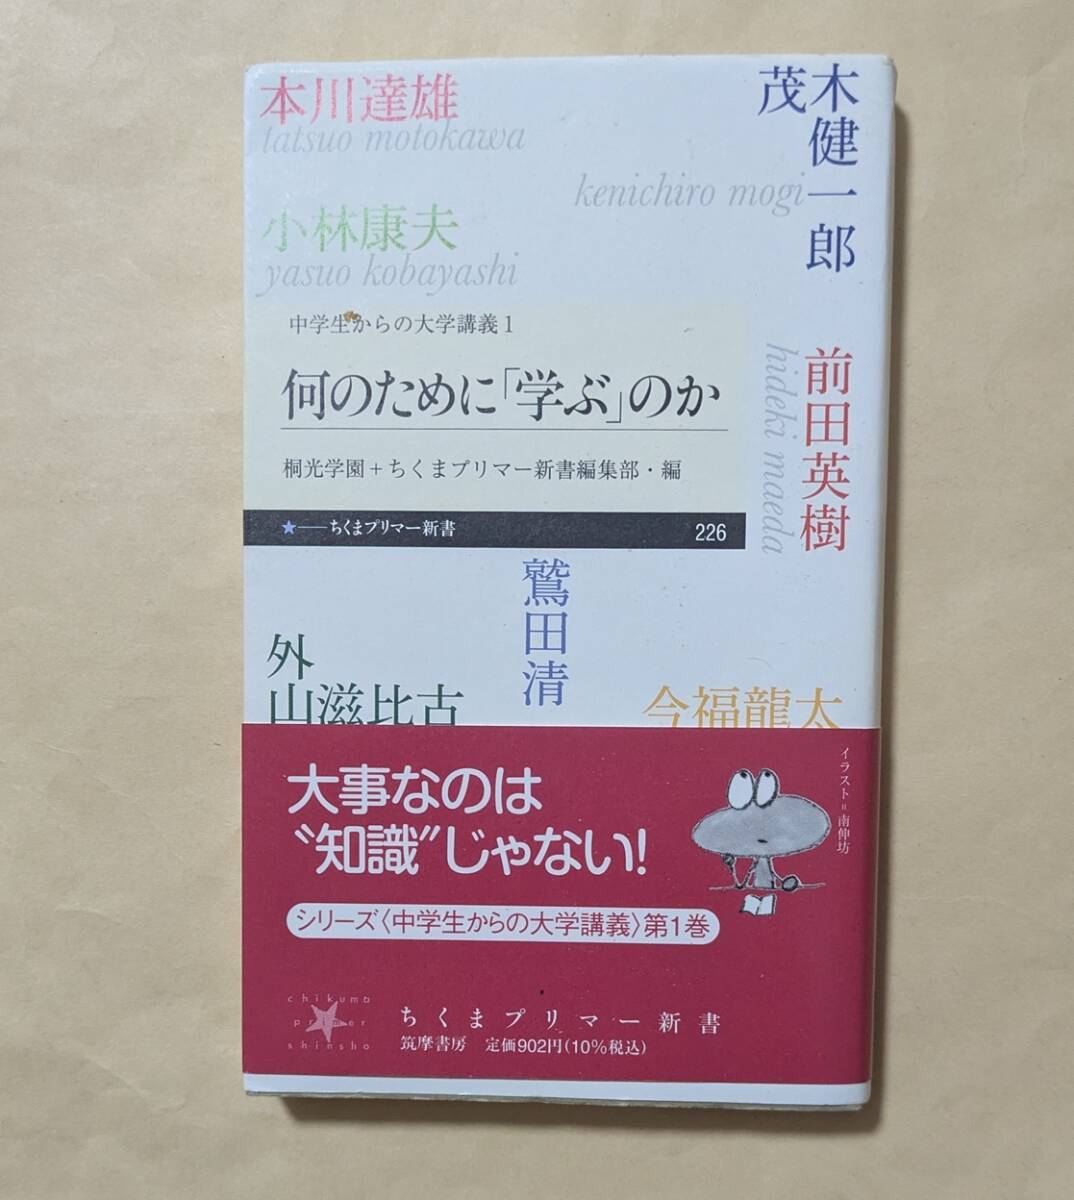 本川達雄
tatsuo motokawa
茂木健一郎
kenichiro mogi
小林康夫
yasuo kobayashi
中学生からの大学講義1
何のために「学ぶ」のか
桐光学園+ちくまプリマー新書編集部・編
★──ちくまプリマー新書
226
前田英樹
hideki maeda
鷲田清
外山滋比古
今福龍太
大事なのは
〝知識〟じゃない!
シリーズ〈中学生からの大学講義〉第1巻
イラスト=南伸坊
chikuma
primer
shinsho
ちくまプリマー新書
筑摩書房 定価902円(10%税込)